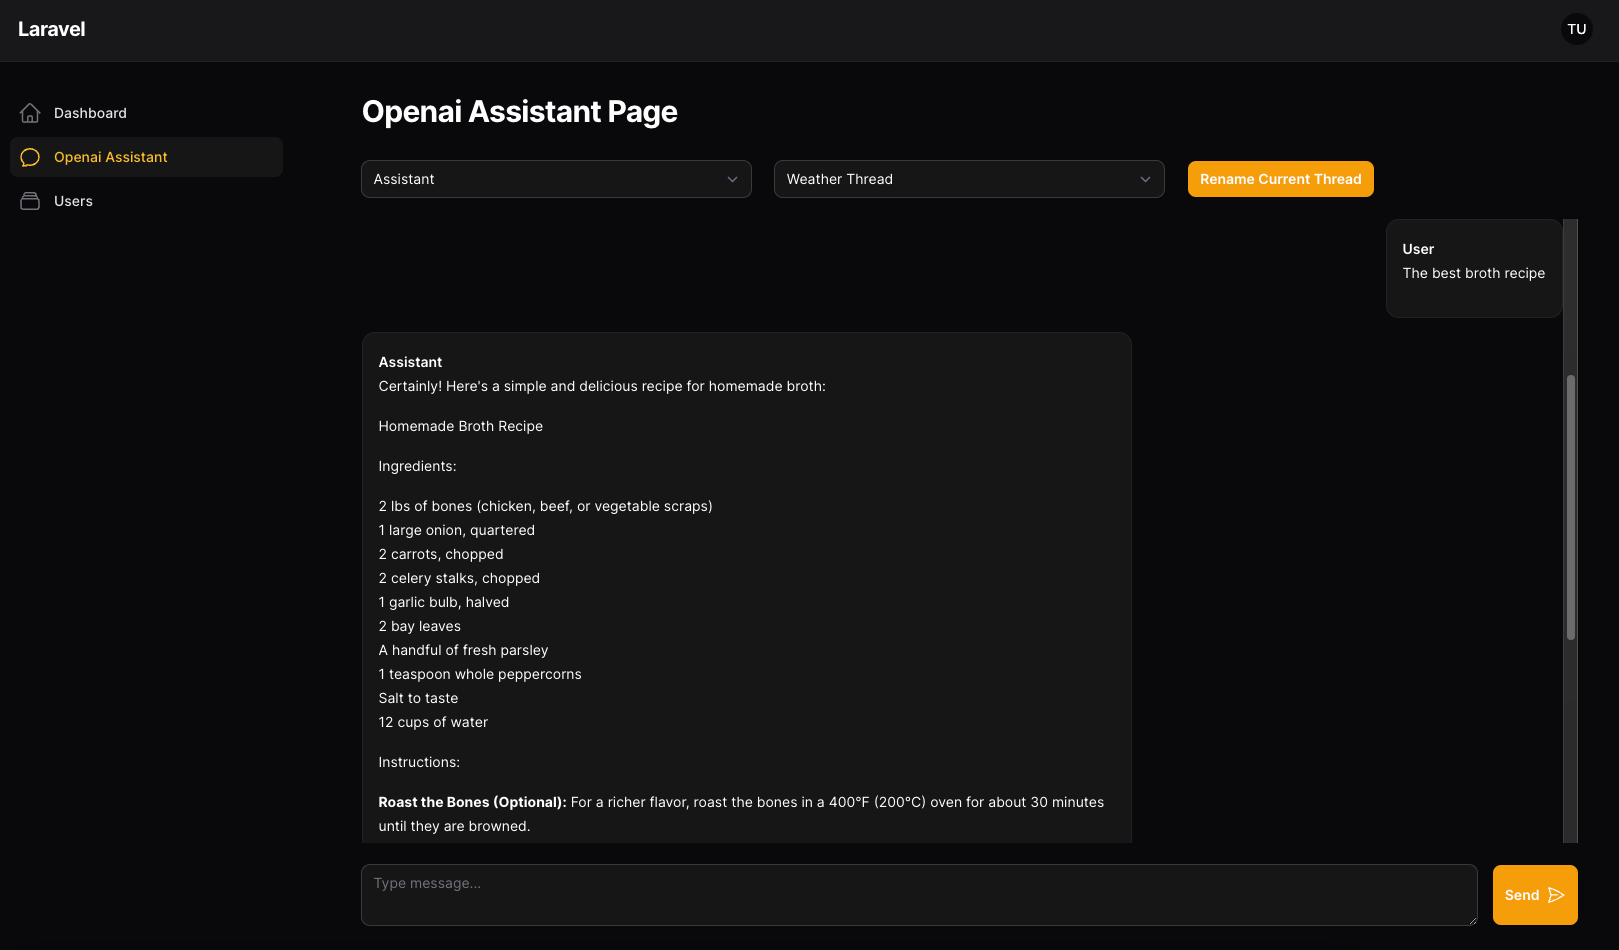 Laravel
TU
Dashboard
Openai Assistant
Users
Openai Assistant Page
Assistant
Weather Thread
Rename Current Thread
User
The best broth recipe
Assistant
Certainly! Here's a simple and delicious recipe for homemade broth:
Homemade Broth Recipe
Ingredients:
2 lbs of bones (chicken, beef, or vegetable scraps)
1 large onion, quartered
2 carrots, chopped
2 celery stalks, chopped
1 garlic bulb, halved
2 bay leaves
A handful of fresh parsley
1 teaspoon whole peppercorns
Salt to taste
12 cups of water
Instructions:
Roast the Bones (Optional): For a richer flavor, roast the bones in a 400°F (200°C) oven for about 30 minutes
until they are browned.
Type message...
Send